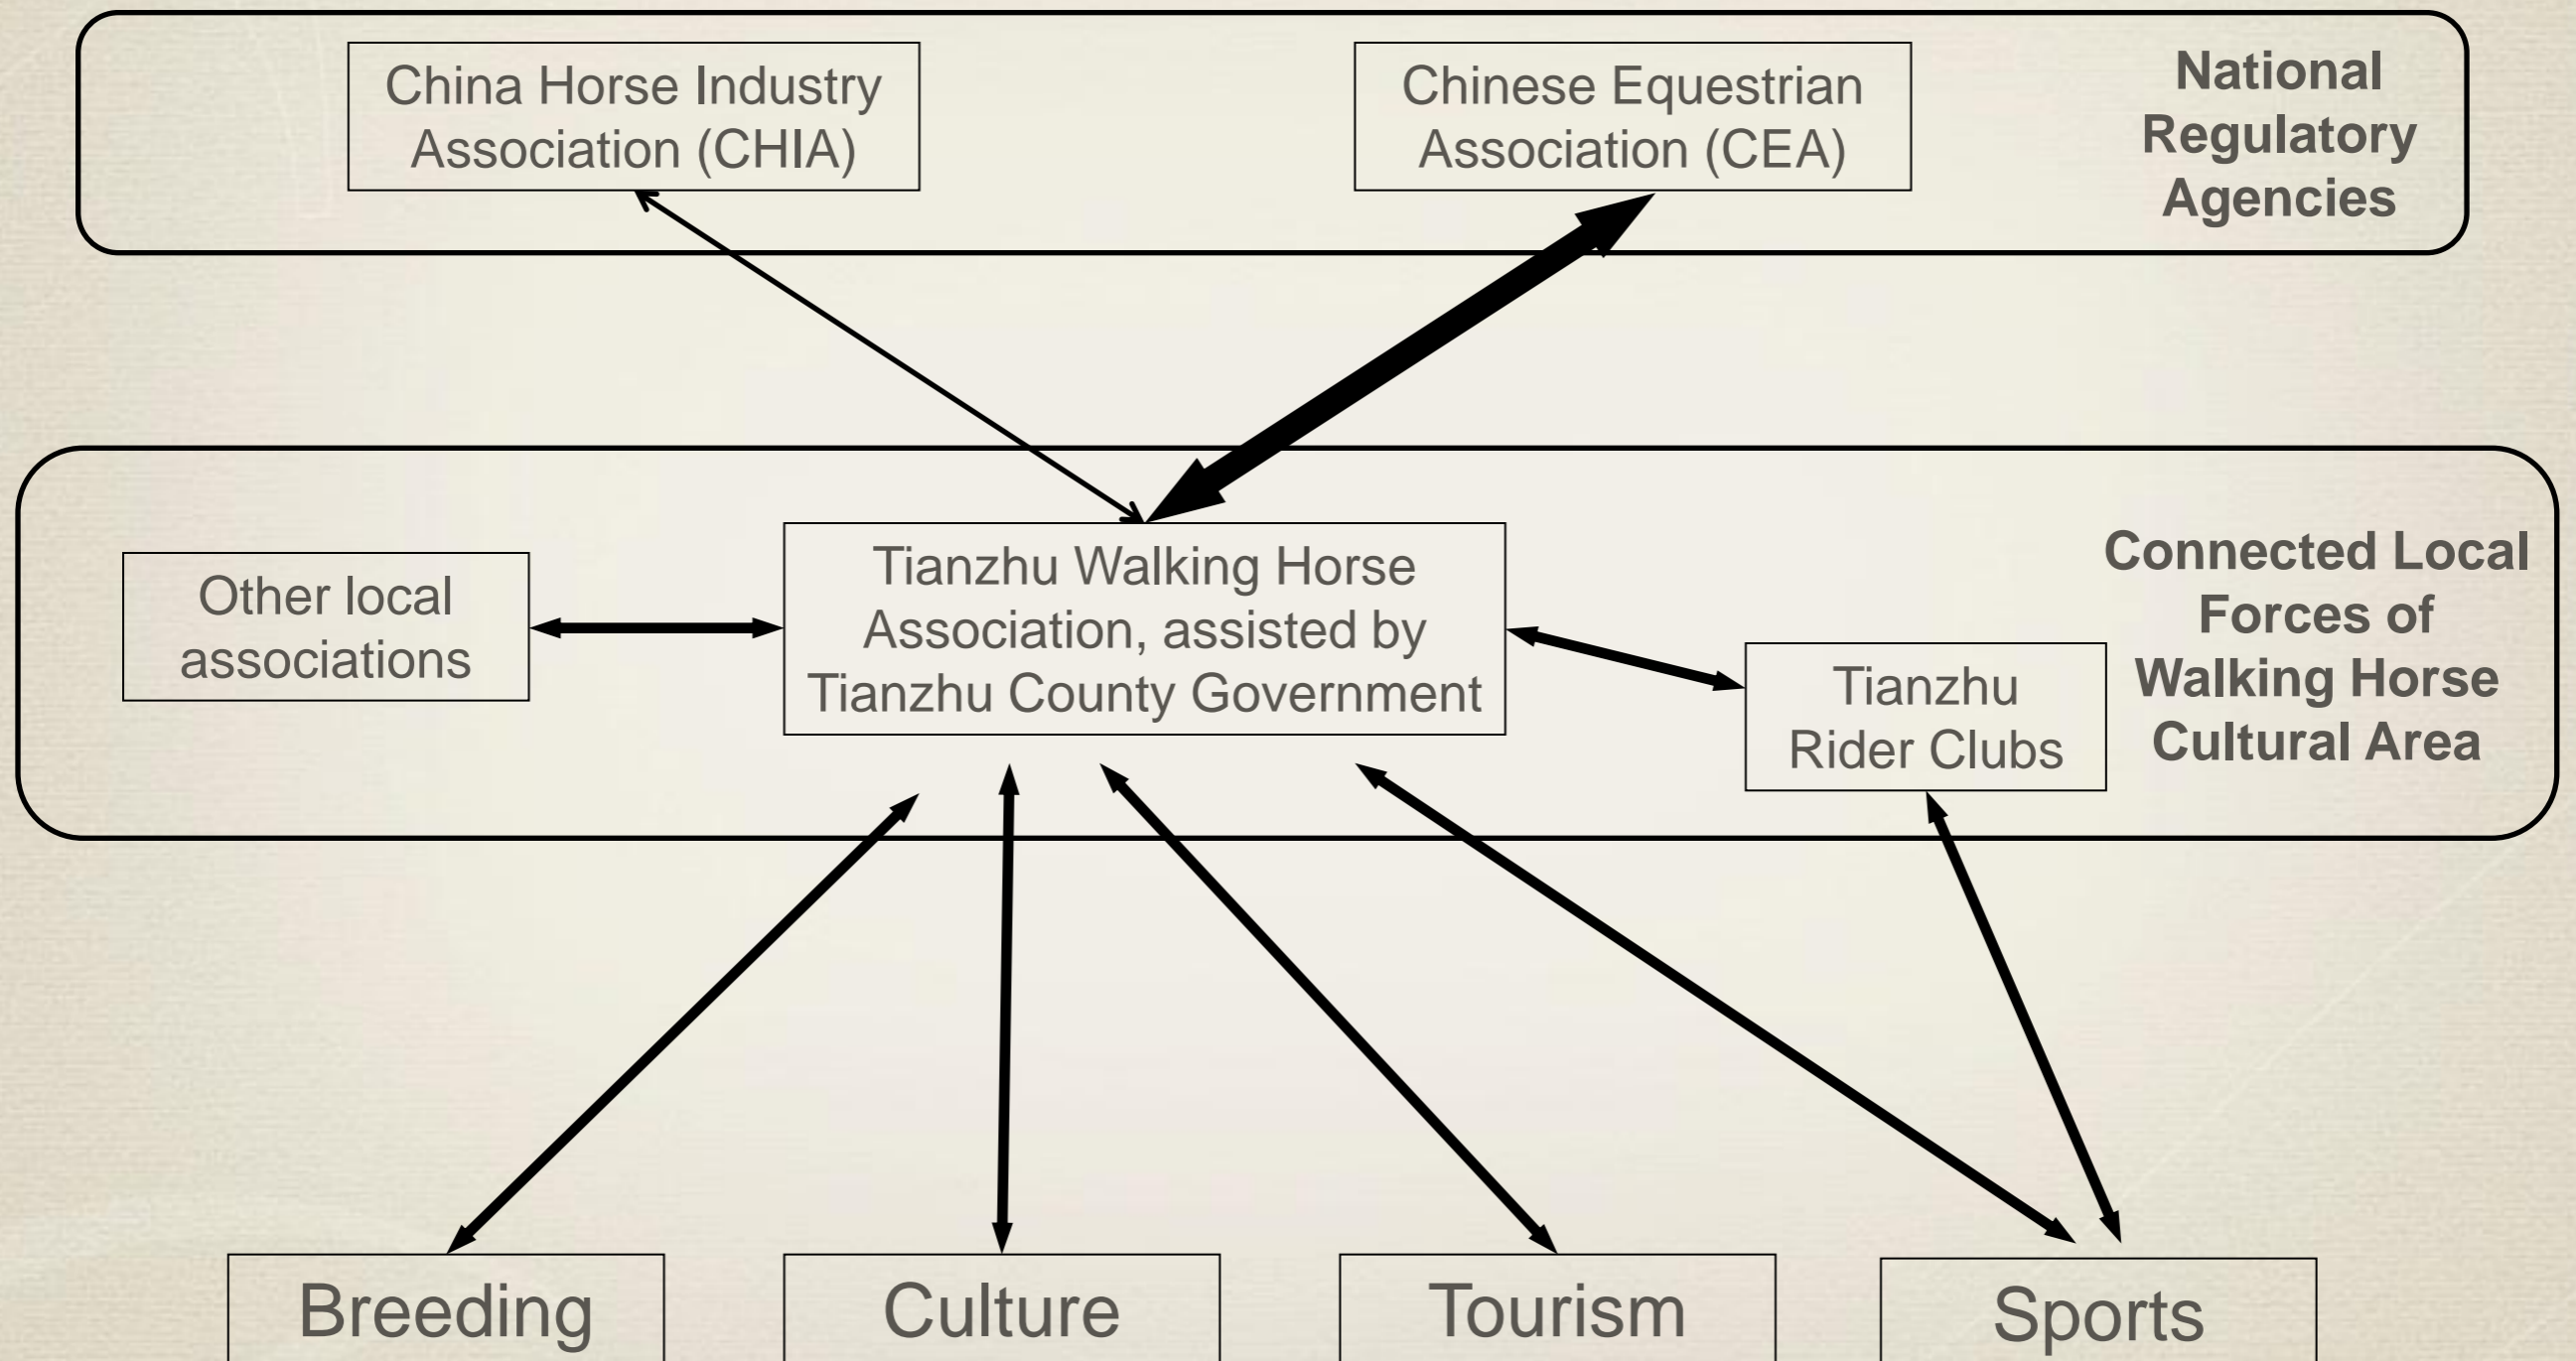 China Horse Industry
Association (CHIA)
Chinese Equestrian
Association (CEA)
National
Regulatory
Agencies
Other local
associations
Tianzhu Walking Horse
Association, assisted by
Tianzhu County Government
Tianzhu
Rider Clubs
Connected Local
Forces of
Walking Horse
Cultural Area
Breeding
Culture
Tourism
Sports